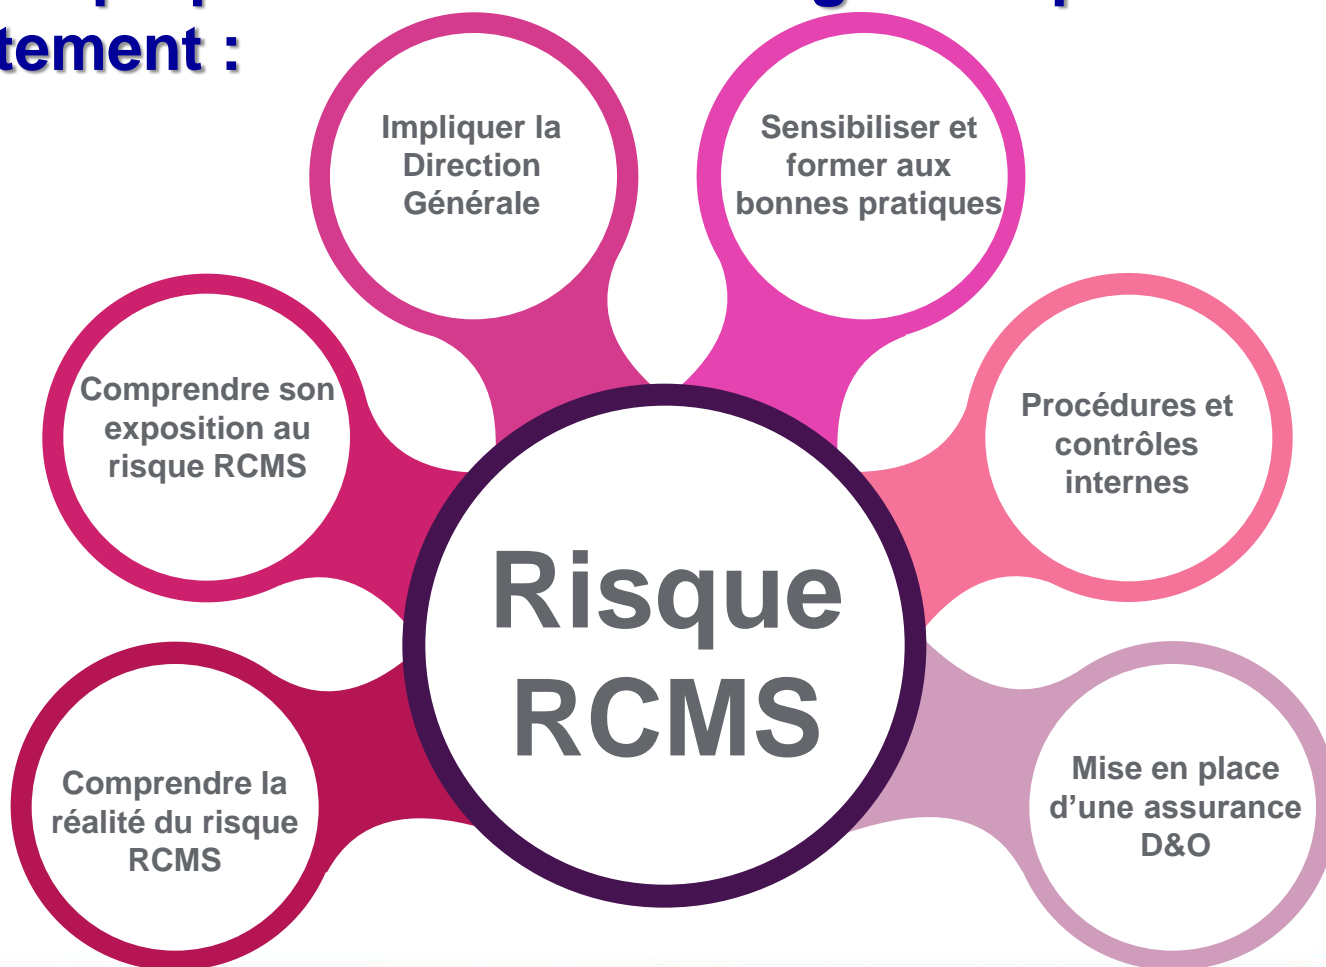 tement :
Impliquer la
Direction
Générale
Sensibiliser et
former aux
bonnes pratiques
Comprendre son
exposition au
risque RCMS
Procédures et
contrôles
internes
Risque
RCMS
Comprendre la
réalité du risque
RCMS
Mise en place
d’une assurance
D&O